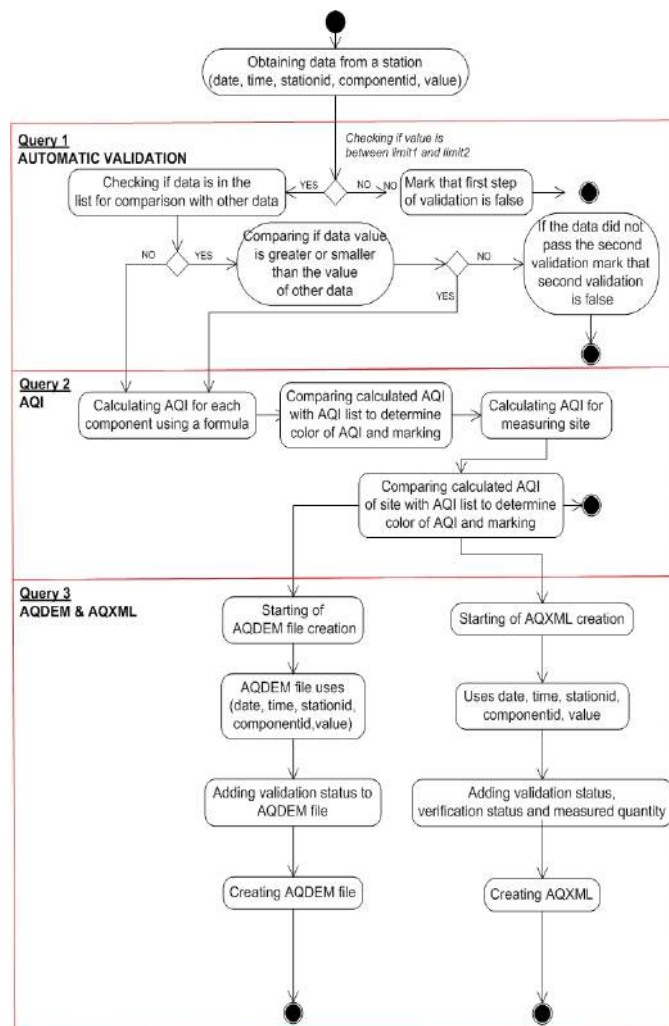 Obtaining data from a station
(date, time, stationid, componentid, value)
Query 1
AUTOMATIC VALIDATION
Checking if value is
between limit1 and limit2
Checking if data is in the
list for comparison with other data
YES
NO
NO
Mark that first step
of validation is false
NO
YES
Comparing if data value
is greater or smaller
than the value
of other data
NO
YES
If the data did not
pass the second
validation mark that
second validation
is false
Query 2
AQI
Calculating AQI for each
component using a formula
Comparing calculated AQI
with AQI list to determine
color of AQI and marking
Calculating AQI for
measuring site
Comparing calculated AQI
of site with AQI list to determine
color of AQI and marking
Query 3
AQDEM & AQXML
Starting of
AQDEM file creation
AQDEM file uses
(date, time, stationid,
componentid,value)
Adding validation status to
AQDEM file
Creating AQDEM file
Starting of AQXML creation
Uses date, time, stationid,
componentid, value
Adding validation status,
verification status and measured quantity
Creating AQXML